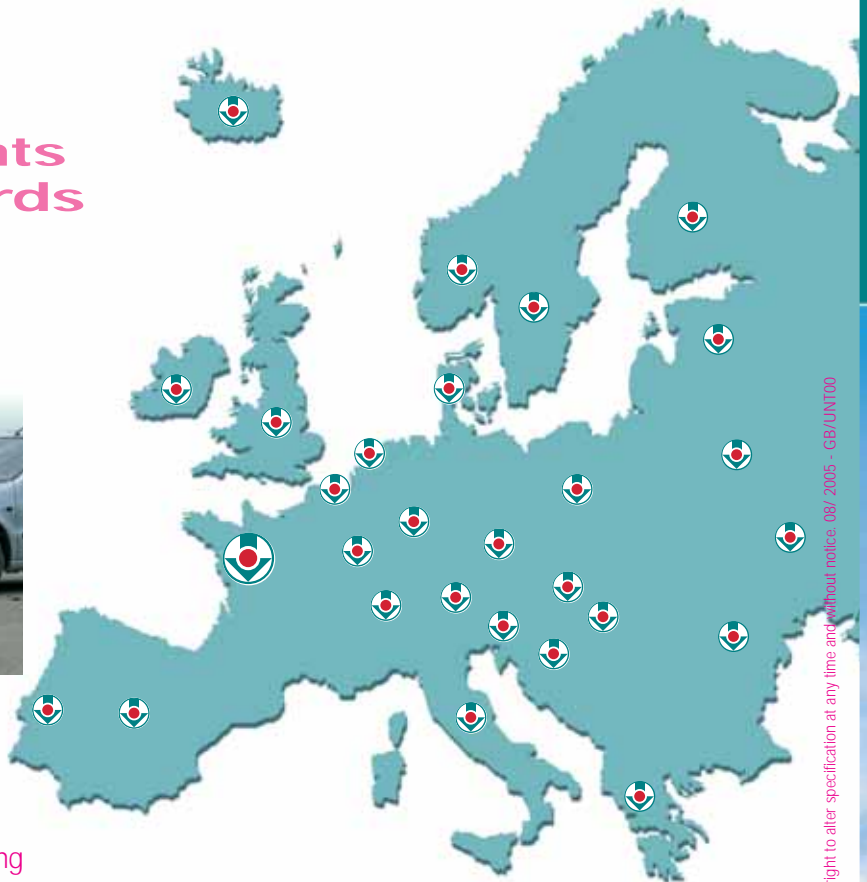 nts
rds
ng
ight to alter specification at any time and without notice. 08/ 2005 - GB/UNT00